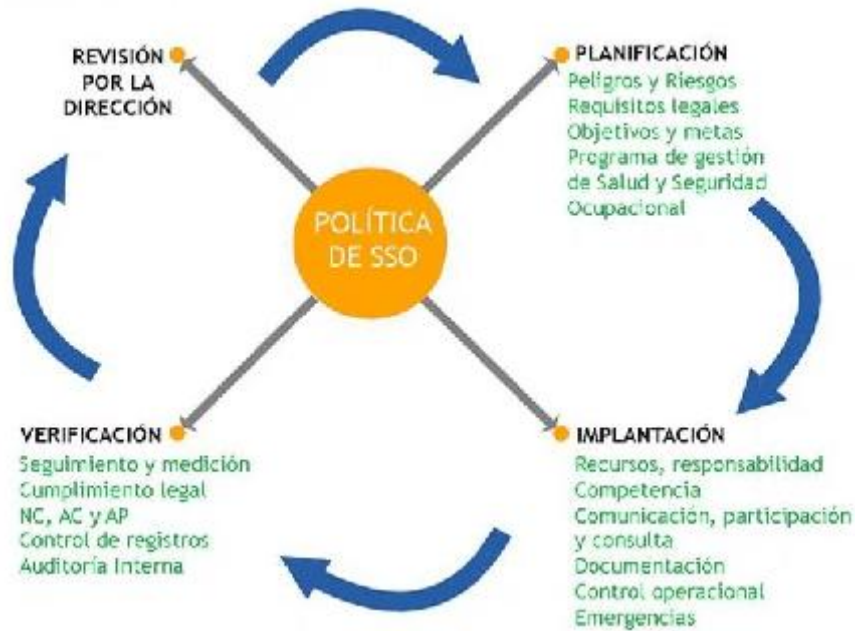 REVISIÓN
POR LA
DIRECCIÓN
PLANIFICACIÓN
Peligros y Riesgos
Requisitos legales
Objetivos y metas
Programa de gestión
de Salud y Seguridad
Ocupacional
POLÍTICA
DE SSO
VERIFICACIÓN
Seguimiento y medición
Cumplimiento legal
NC, AC y AP
Control de registros
Auditoría Interna
IMPLANTACIÓN
Recursos, responsabilidad
Competencia
Comunicación, participación
y consulta
Documentación
Control operacional
Emergencias